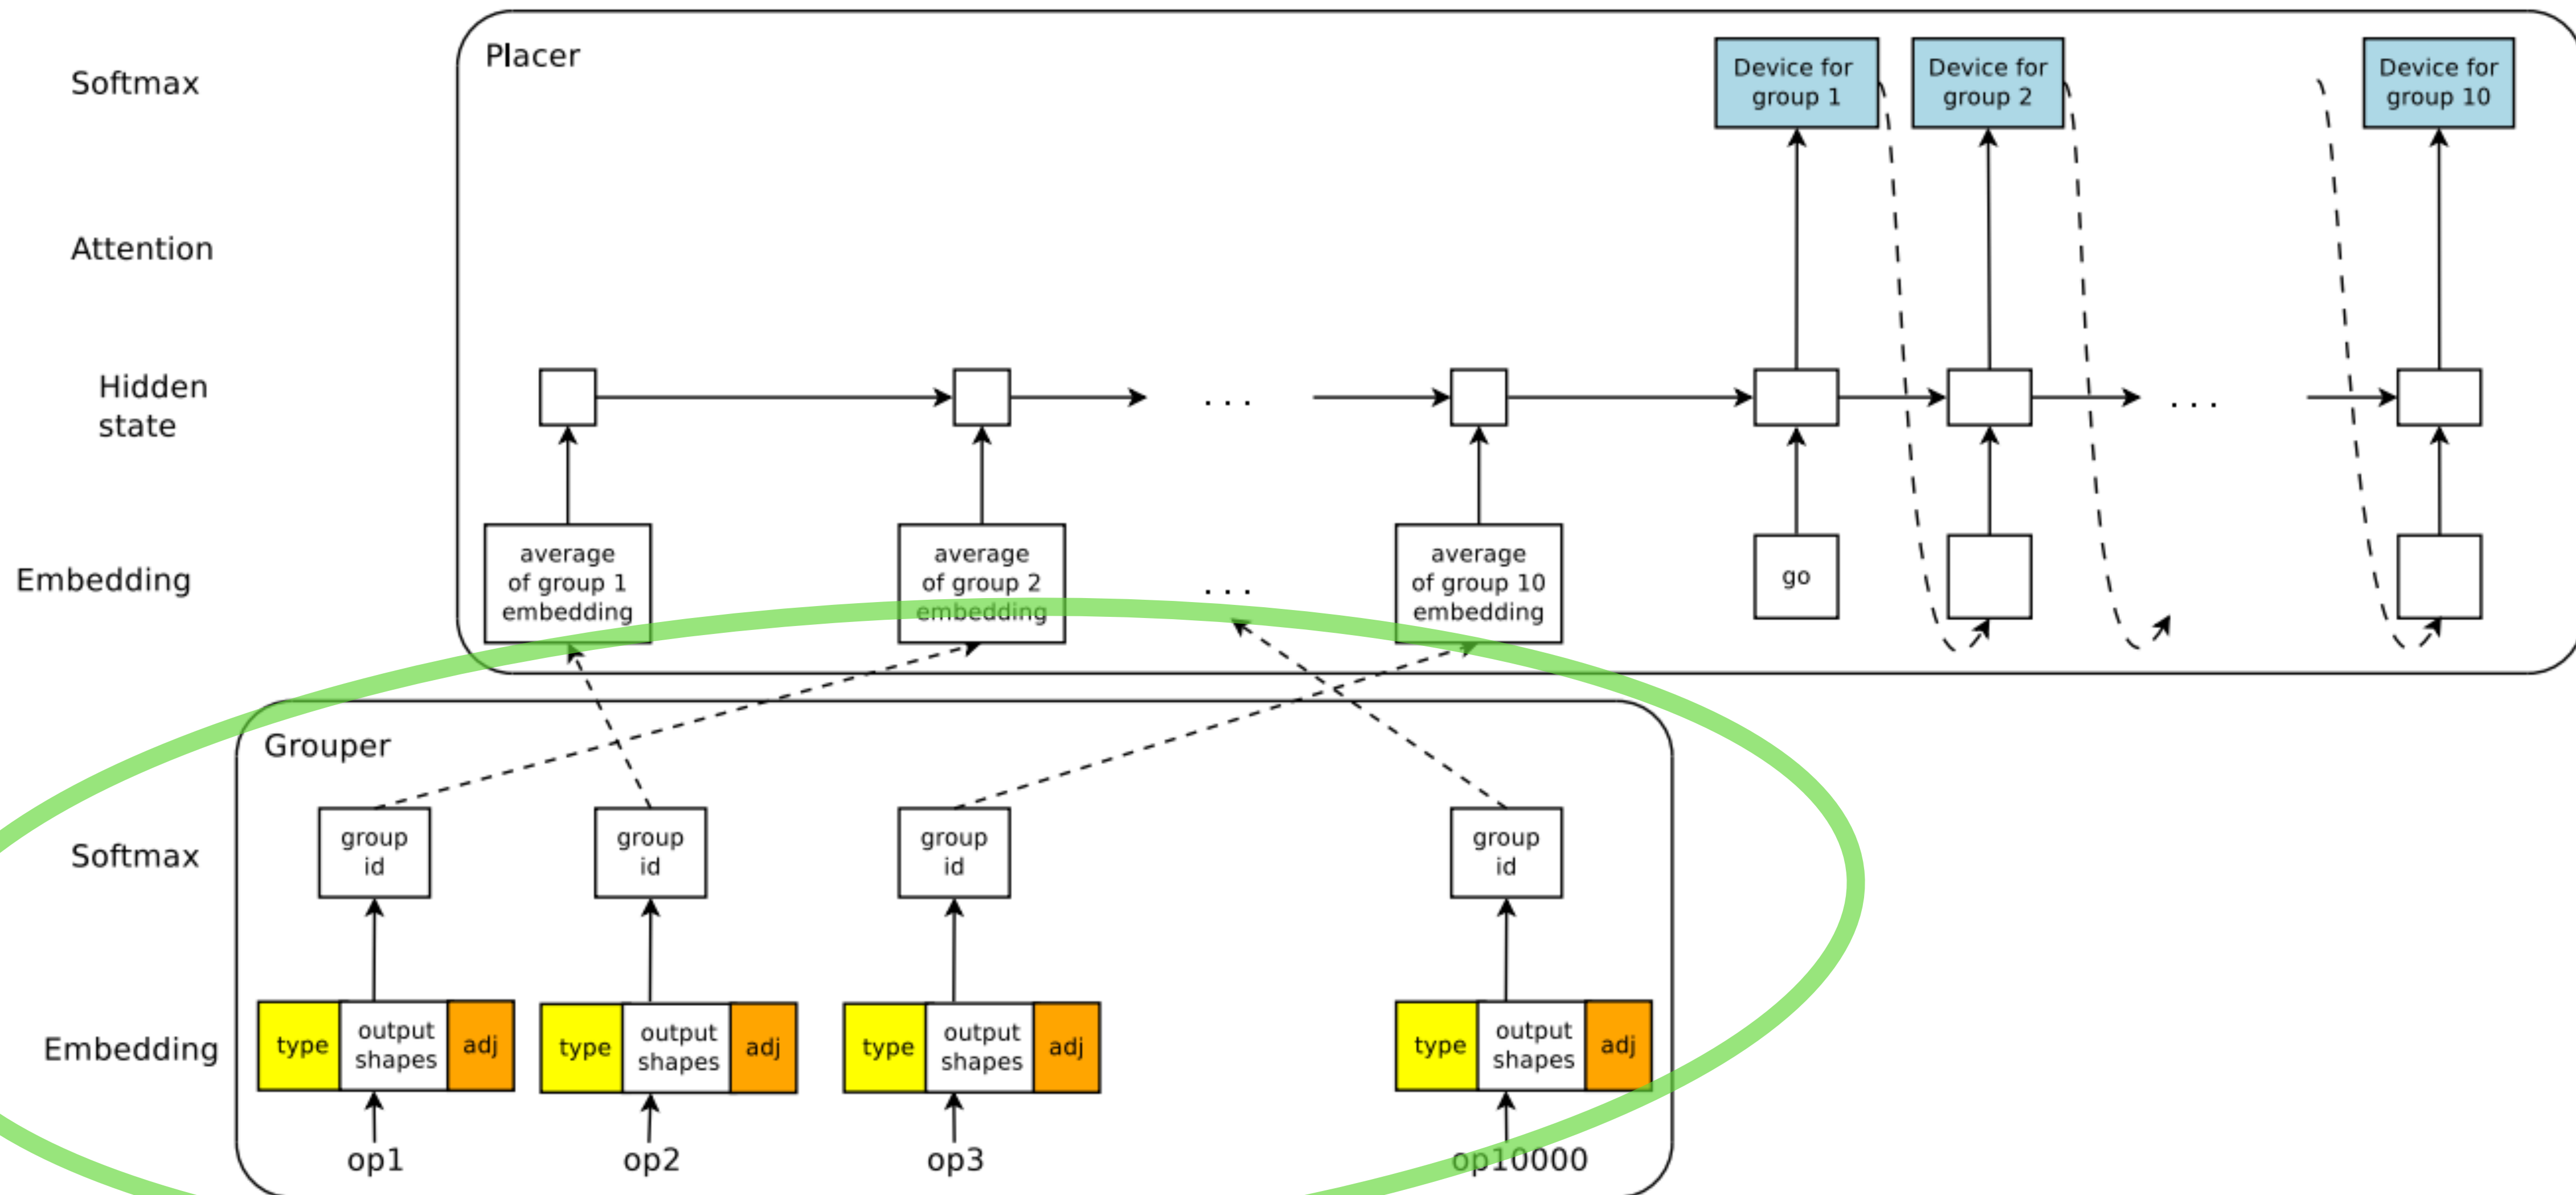 Placer
Softmax
Device for
group 1
Device for
group 2
Device for
group 10
Attention
Hidden
state
. . .
. . .
Embedding
average
of group 1
embedding
average
of group 2
embedding
. . .
average
of group 10
embedding
go
Grouper
Softmax
group
id
group
id
group
id
group
id
Embedding
type
output
shapes
adj
type
output
shapes
adj
type
output
shapes
adj
type
output
shapes
adj
op1
op2
op3
op10000